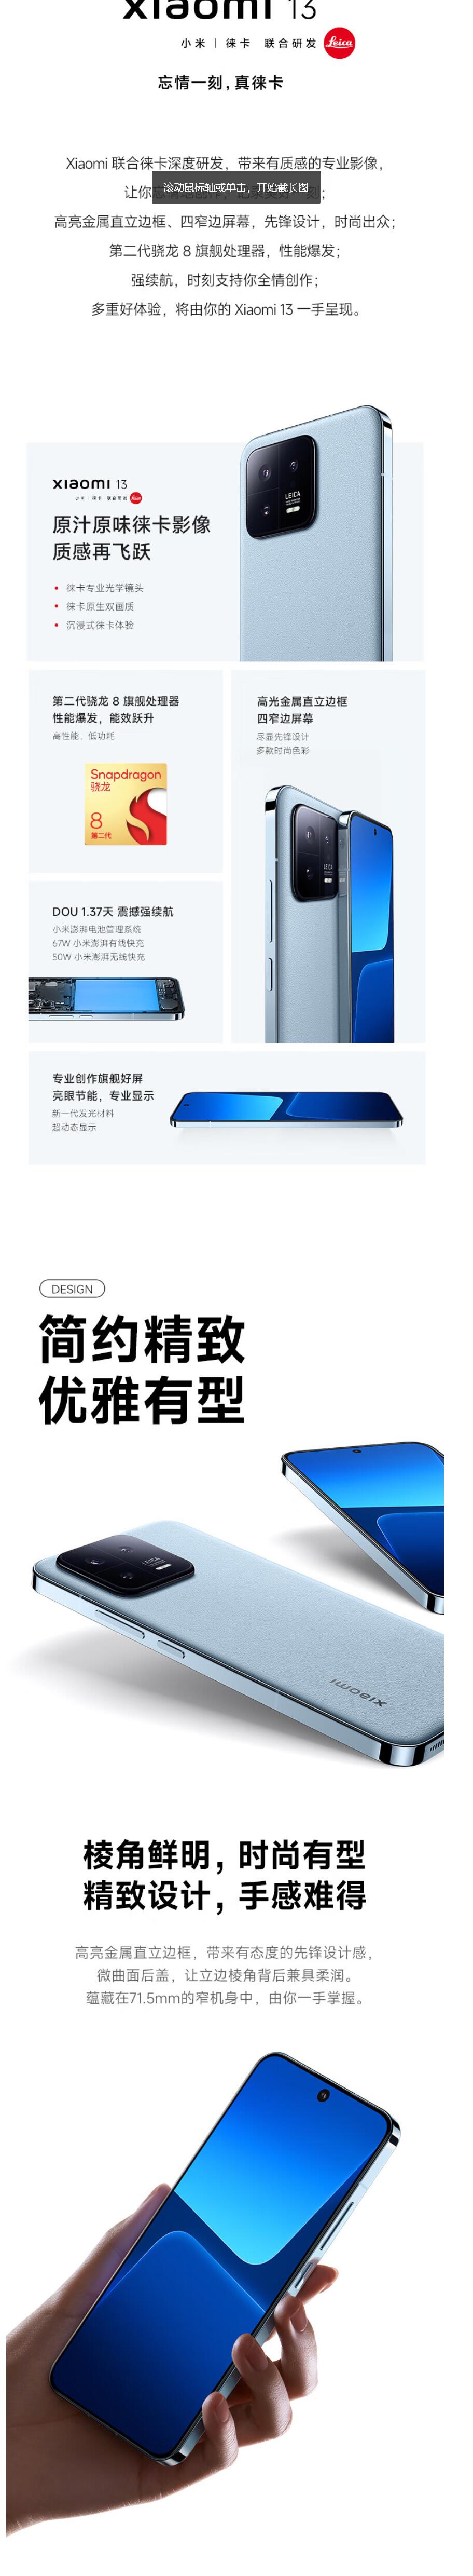 xiaomi 13
小米 | 徕卡 联合研发 Leica
忘情一刻，真徕卡
Xiaomi 联合徕卡深度研发，带来有质感的专业影像，
让你
滚动鼠标轴或单击，开始截长图
刻；
高亮金属直立边框、四窄边屏幕，先锋设计，时尚出众；
第二代骁龙 8 旗舰处理器，性能爆发；
强续航，时刻支持你全情创作；
多重好体验，将由你的 Xiaomi 13 一手呈现。
xiaomi 13
小米 | 徕卡 联合研发 Leica
原汁原味徕卡影像
质感再飞跃
• 徕卡专业光学镜头
• 徕卡原生双画质
• 沉浸式徕卡体验
LEICA
第二代骁龙 8 旗舰处理器
性能爆发，能效跃升
高性能、低功耗
Snapdragon
骁龙
8
第二代
高光金属直立边框
四窄边屏幕
尽显先锋设计
多款时尚色彩
DOU 1.37天 震撼强续航
小米澎湃电池管理系统
67W 小米澎湃有线快充
50W 小米澎湃无线快充
专业创作旗舰好屏
亮眼节能，专业显示
新一代发光材料
超动态显示
DESIGN
简约精致
优雅有型
LEICA
xiaomi
棱角鲜明，时尚有型
精致设计，手感难得
高亮金属直立边框，带来有态度的先锋设计感，
微曲面后盖，让立边棱角背后兼具柔润。
蕴藏在71.5mm的窄机身中，由你一手掌握。